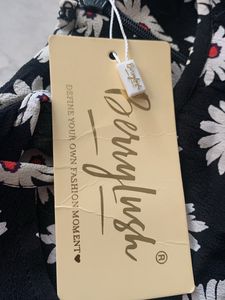 Berrylush®
DEFINE YOUR OWN FASHION MOMENT♥